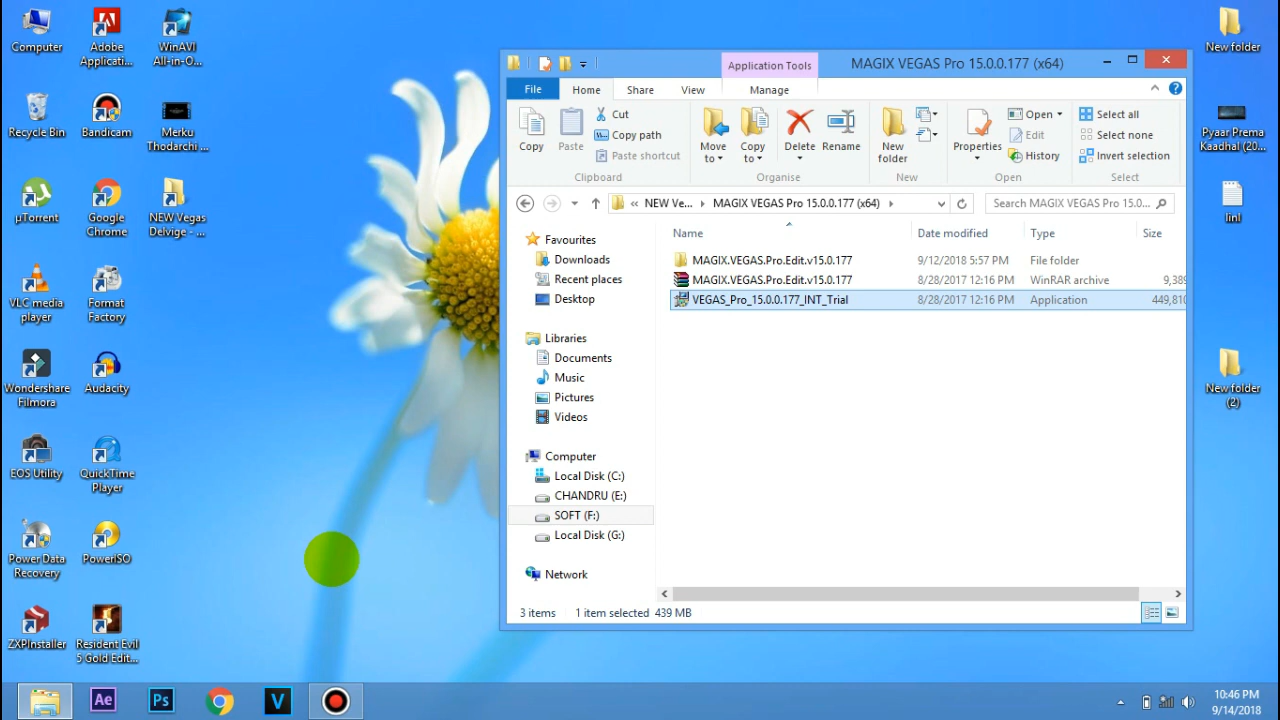 Computer
Adobe
Applicati...
WinAVI
All-in-O...
Recycle Bin
Bandicam
Merku
Thodarchi ...
µTorrent
Google
Chrome
NEW Vegas
Delvige - ...
VLC media
player
Format
Factory
Wondershare
Filmora
Audacity
EOS Utility
QuickTime
Player
Power Data
Recovery
PowerISO
ZXPInstaller
Resident Evil
5 Gold Edit...
Application Tools
MAGIX VEGAS Pro 15.0.0.177 (x64)
File
Home
Share
View
Manage
Copy
Paste
Cut
Copy path
Paste shortcut
Clipboard
Move
to
Copy
to
Delete
Rename
Organise
New
folder
New
Properties
Open
Edit
History
Open
Select all
Select none
Invert selection
Select
« NEW Ve...
MAGIX VEGAS Pro 15.0.0.177 (x64)
Search MAGIX VEGAS Pro 15.0...
Name Date modified Type Size
MAGIX.VEGAS.Pro.Edit.v15.0.177 9/12/2018 5:57 PM File folder
MAGIX.VEGAS.Pro.Edit.v15.0.177 8/28/2017 12:16 PM WinRAR archive 9,389
VEGAS_Pro_15.0.0.177_INT_Trial 8/28/2017 12:16 PM Application 449,810
Favourites
Downloads
Recent places
Desktop
Libraries
Documents
Music
Pictures
Videos
Computer
Local Disk (C:)
CHANDRU (E:)
SOFT (F:)
Local Disk (G:)
Network
3 items 1 item selected 439 MB
New folder
Pyaar Prema
Kaadhal (20...
New folder
(2)
Ae
Ps
V
10:46 PM
9/14/2018